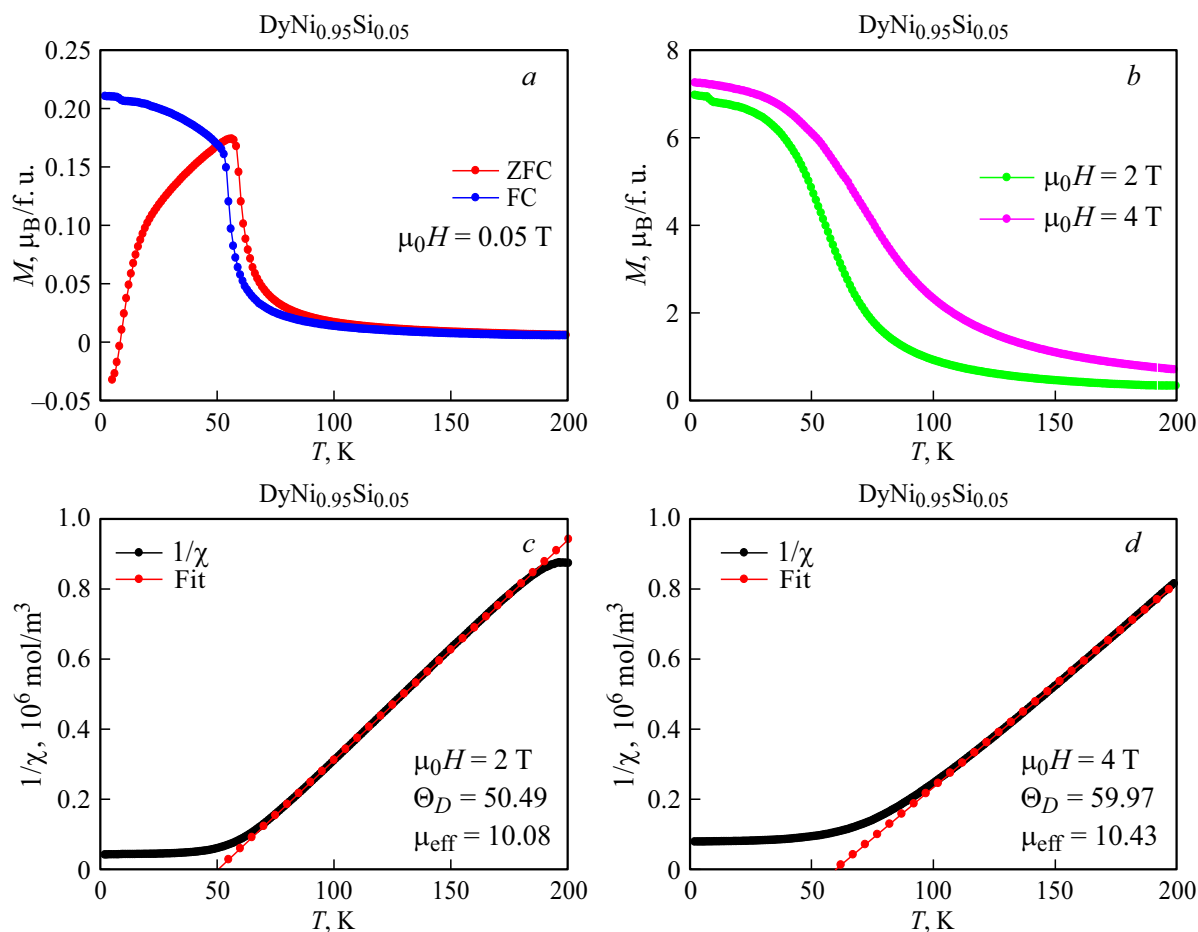 DyNi0.95Si0.05
a
M, μB/f. u.
0.25
0.20
0.15
0.10
0.05
0
–0.05
ZFC
FC
μ0H = 0.05 T
0 50 100 150 200
T, K
DyNi0.95Si0.05
b
M, μB/f. u.
8
6
4
2
0
μ0H = 2 T
μ0H = 4 T
0 50 100 150 200
T, K
DyNi0.95Si0.05
c
1/χ, 10^6 mol/m^3
1.0
0.8
0.6
0.4
0.2
0
1/χ
Fit
μ0H = 2 T
ΘD = 50.49
μeff = 10.08
0 50 100 150 200
T, K
DyNi0.95Si0.05
d
1/χ, 10^6 mol/m^3
1.0
0.8
0.6
0.4
0.2
0
1/χ
Fit
μ0H = 4 T
ΘD = 59.97
μeff = 10.43
0 50 100 150 200
T, K